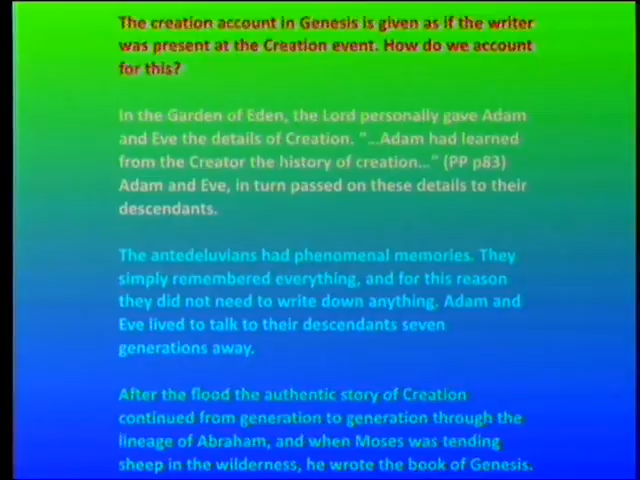 The creation account in Genesis is given as if the writer
was present at the Creation event. How do we account
for this?
In the Garden of Eden, the Lord personally gave Adam
and Eve the details of Creation. "...Adam had learned
from the Creator the history of creation..." (PP p83)
Adam and Eve, in turn passed on these details to their
descendants.
The antedeluvians had phenomenal memories. They
simply remembered everything, and for this reason
they did not need to write down anything. Adam and
Eve lived to talk to their descendants seven
generations away.
After the flood the authentic story of Creation
continued from generation to generation through the
lineage of Abraham, and when Moses was tending
sheep in the wilderness, he wrote the book of Genesis.